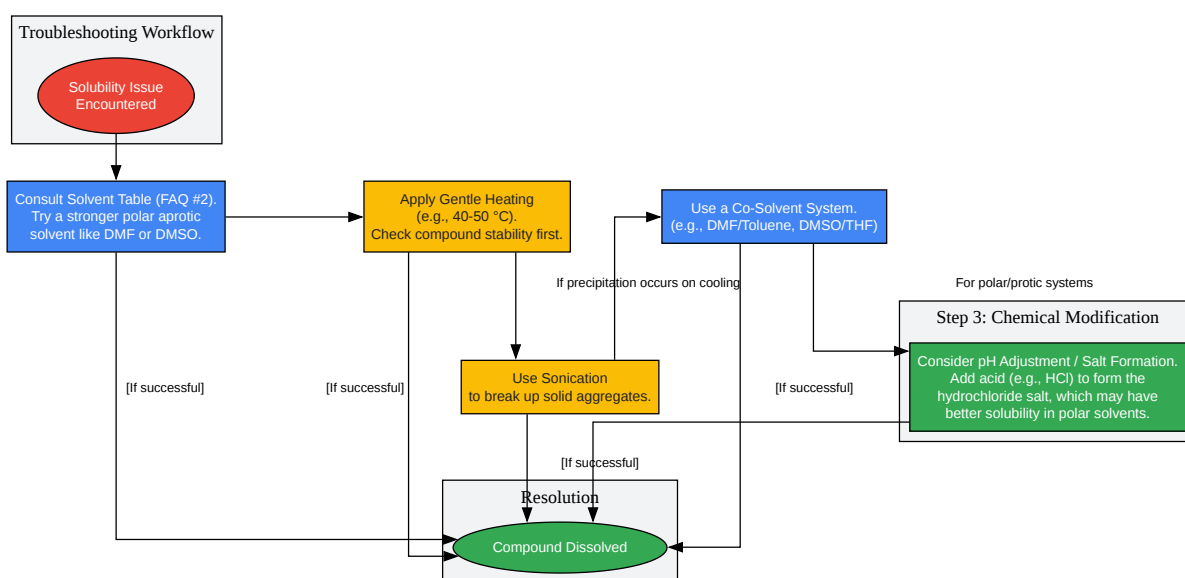 Troubleshooting Workflow
Solubility Issue
Encountered
Consult Solvent Table (FAQ #2).
Try a stronger polar aprotic
solvent like DMF or DMSO.
Apply Gentle Heating
(e.g., 40-50 °C).
Check compound stability first.
Use a Co-Solvent System.
(e.g., DMF/Toluene, DMSO/THF)
If precipitation occurs on cooling
For polar/protic systems
Step 3: Chemical Modification
Consider pH Adjustment / Salt Formation.
Add acid (e.g., HCl) to form the
hydrochloride salt, which may have
better solubility in polar solvents.
Use Sonication
to break up solid aggregates.
[If successful]
[If successful]
[If successful]
[If successful]
Resolution
Compound Dissolved